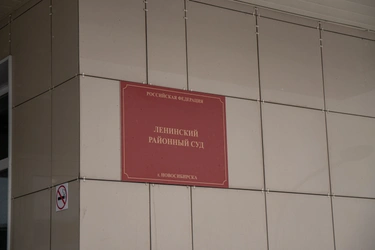 РОССИЙСКАЯ ФЕДЕРАЦИЯ
ЛЕНИНСКИЙ
РАЙОННЫЙ СУД
г. НОВОСИБИРСКА